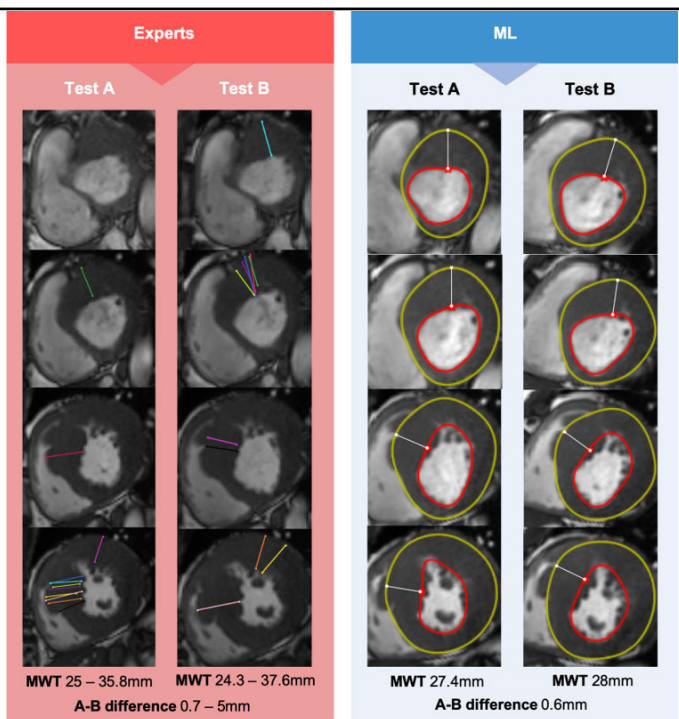 Experts
ML
Test A
Test B
Test A
Test B
MWT 25 – 35.8mm
MWT 24.3 – 37.6mm
MWT 27.4mm
MWT 28mm
A-B difference 0.7 – 5mm
A-B difference 0.6mm